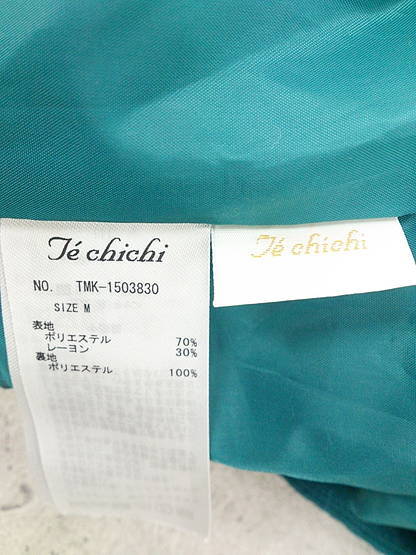 Té chichi
Té chichi
NO. TMK-1503830
SIZE M
表地
ポリエステル 70%
レーヨン 30%
裏地
ポリエステル 100%